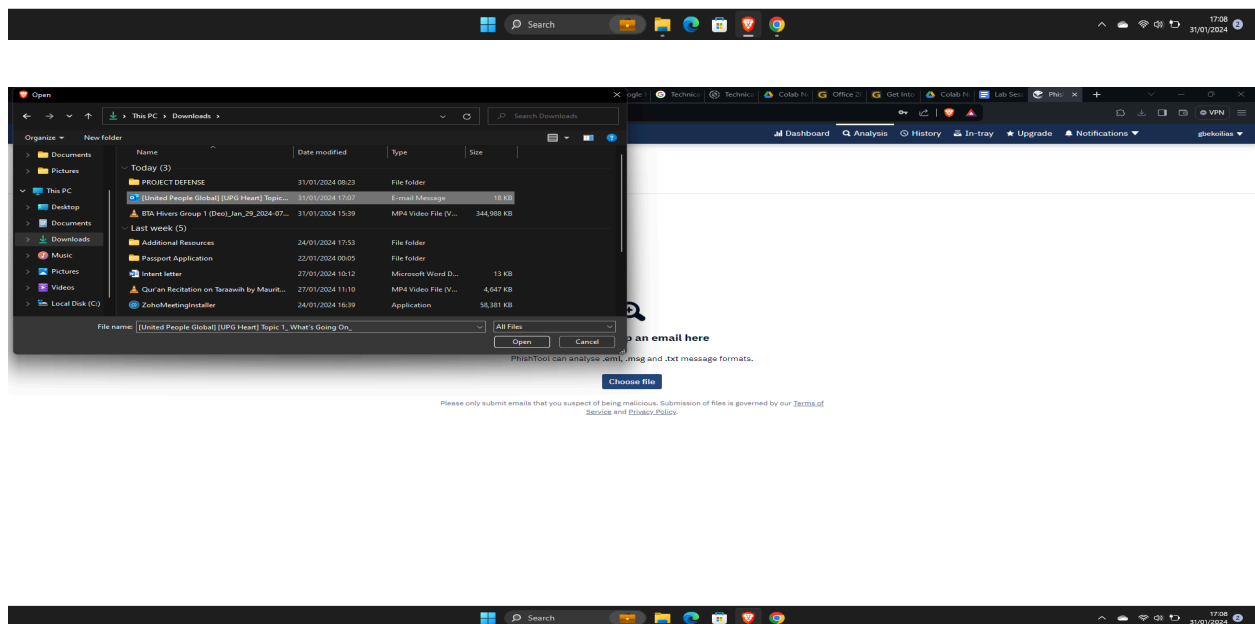 Search
17:08
31/01/2024
2
Open
ogle
Technica
Technica
Colab No
Office 2
Get Into
Colab No
Lab Sess
Phis
VPN
This PC > Downloads >
Search Downloads
Organize
New folder
Dashboard
Analysis
History
In-tray
Upgrade
Notifications
gbekoilias
Documents
Pictures
This PC
Desktop
Documents
Downloads
Music
Pictures
Videos
Local Disk (C:)
Name Date modified Type Size
Today (3)
PROJECT DEFENSE 31/01/2024 08:23 File folder
[United People Global] [UPG Heart] Topic... 31/01/2024 17:07 E-mail Message 18 KB
BTA Hivers Group 1 (Deo)_Jan_29_2024-07... 31/01/2024 15:39 MP4 Video File (V... 344,988 KB
Last week (5)
Additional Resources 24/01/2024 17:53 File folder
Passport Application 22/01/2024 00:05 File folder
Intent letter 27/01/2024 10:12 Microsoft Word D... 13 KB
Qur'an Recitation on Taraawih by Maurit... 27/01/2024 11:10 MP4 Video File (V... 4,647 KB
ZohoMeetingInstaller 24/01/2024 16:39 Application 58,381 KB
File name: [United People Global] [UPG Heart] Topic 1_ What's Going On_
All Files
Open
Cancel
an email here
PhishTool can analyse .eml, .msg and .txt message formats.
Choose file
Please only submit emails that you suspect of being malicious. Submission of files is governed by our Terms of
Service and Privacy Policy.
Search
17:08
31/01/2024